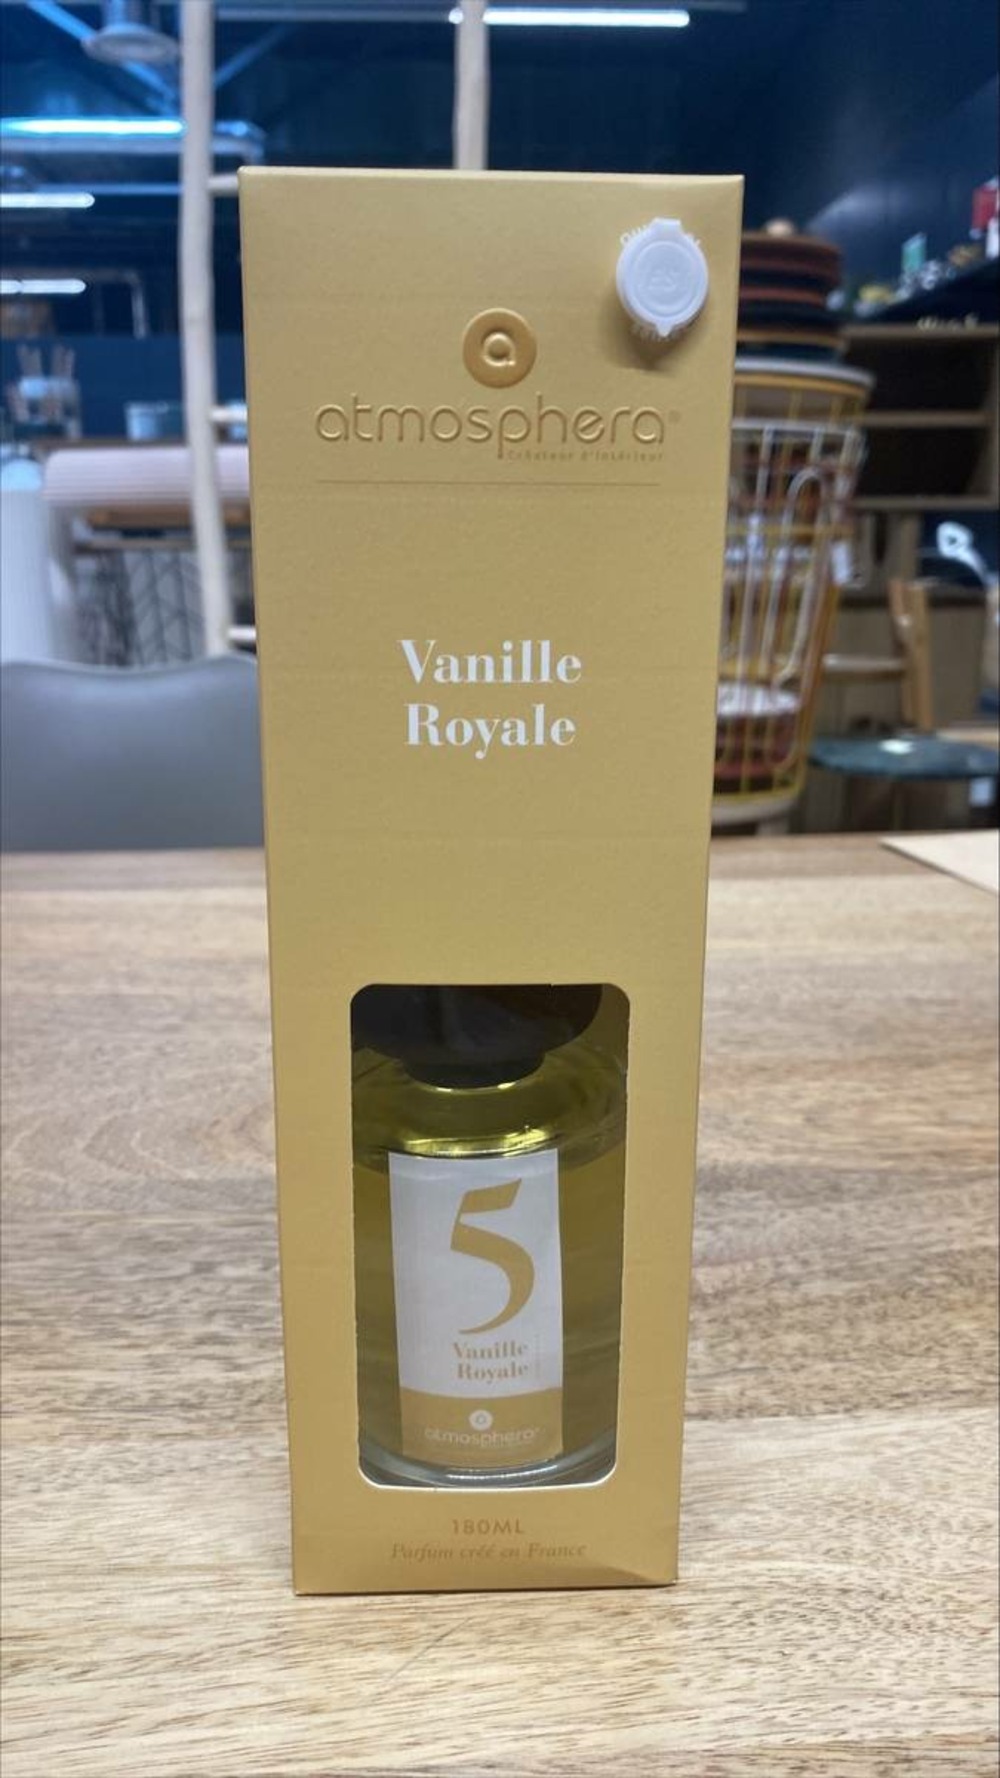 a
atmosphera®
Créateur d'intérieur
Vanille
Royale
5
Vanille
Royale
a
atmosphera
180ML
Parfum créé en France